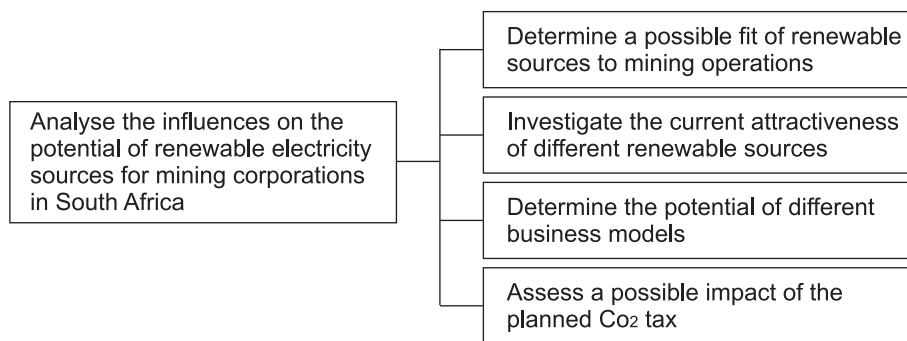 Analyse the influences on the
potential of renewable electricity
sources for mining corporations
in South Africa
Determine a possible fit of renewable
sources to mining operations
Investigate the current attractiveness
of different renewable sources
Determine the potential of different
business models
Assess a possible impact of the
planned Co₂ tax